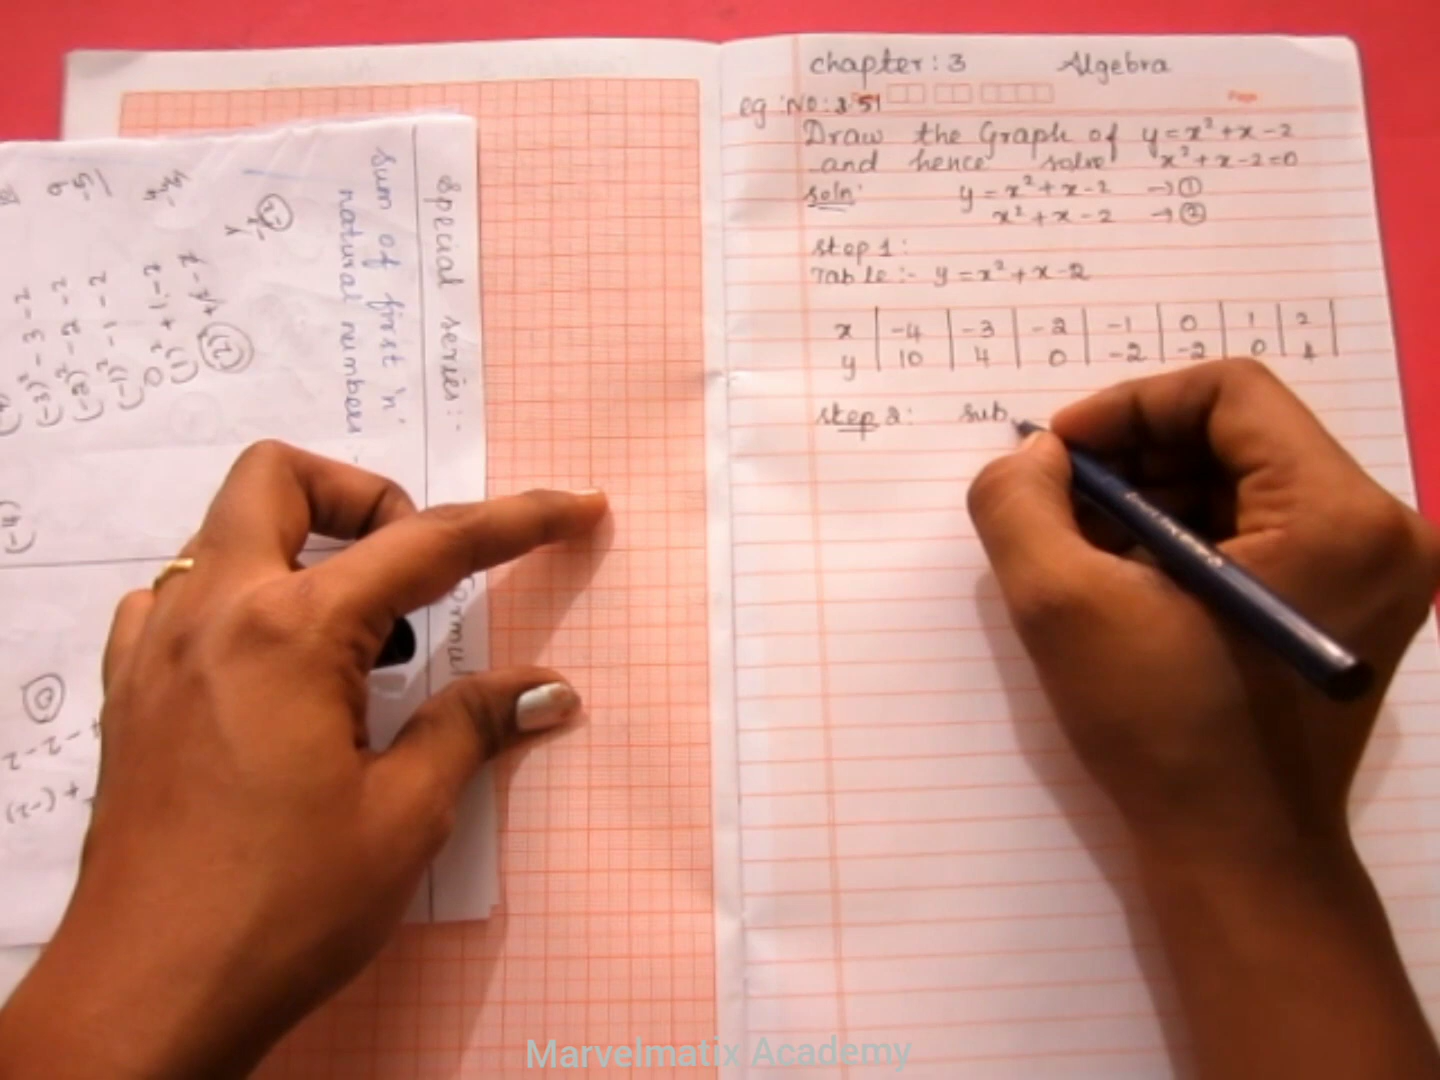 chapter: 3 Algebra
eg: NO: 3.51
Page
Draw the Graph of y = x² + x - 2
and hence solve x² + x - 2 = 0
soln: y = x² + x - 2 → ①
x² + x - 2 → ②
step 1:
Table :- y = x² + x - 2
x -4 -3 -2 -1 0 1 2
y 10 4 0 -2 -2 0 4
step 2: sub
special series :-
sum of first 'n'
natural numbers
(-3)² - 3 - 2
(-2)² - 2 - 2
(-1)² - 1 - 2
(-4)
Marvelmatix Academy